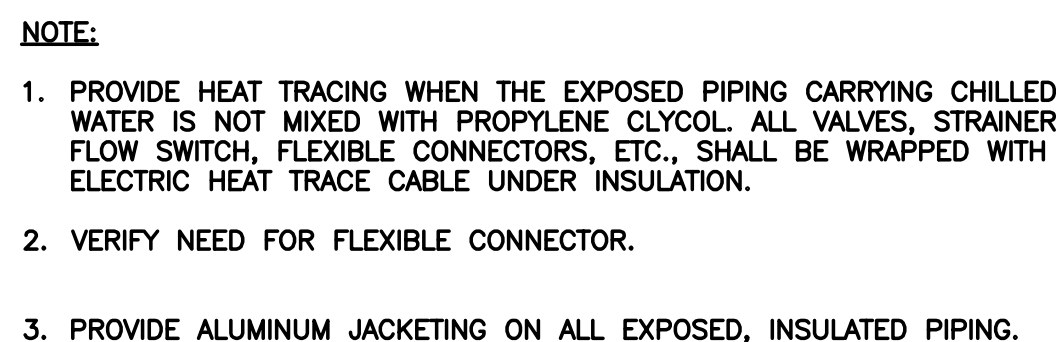 NOTE:
1. PROVIDE HEAT TRACING WHEN THE EXPOSED PIPING CARRYING CHILLED
WATER IS NOT MIXED WITH PROPYLENE CLYCOL. ALL VALVES, STRAINER
FLOW SWITCH, FLEXIBLE CONNECTORS, ETC., SHALL BE WRAPPED WITH
ELECTRIC HEAT TRACE CABLE UNDER INSULATION.
2. VERIFY NEED FOR FLEXIBLE CONNECTOR.
3. PROVIDE ALUMINUM JACKETING ON ALL EXPOSED, INSULATED PIPING.